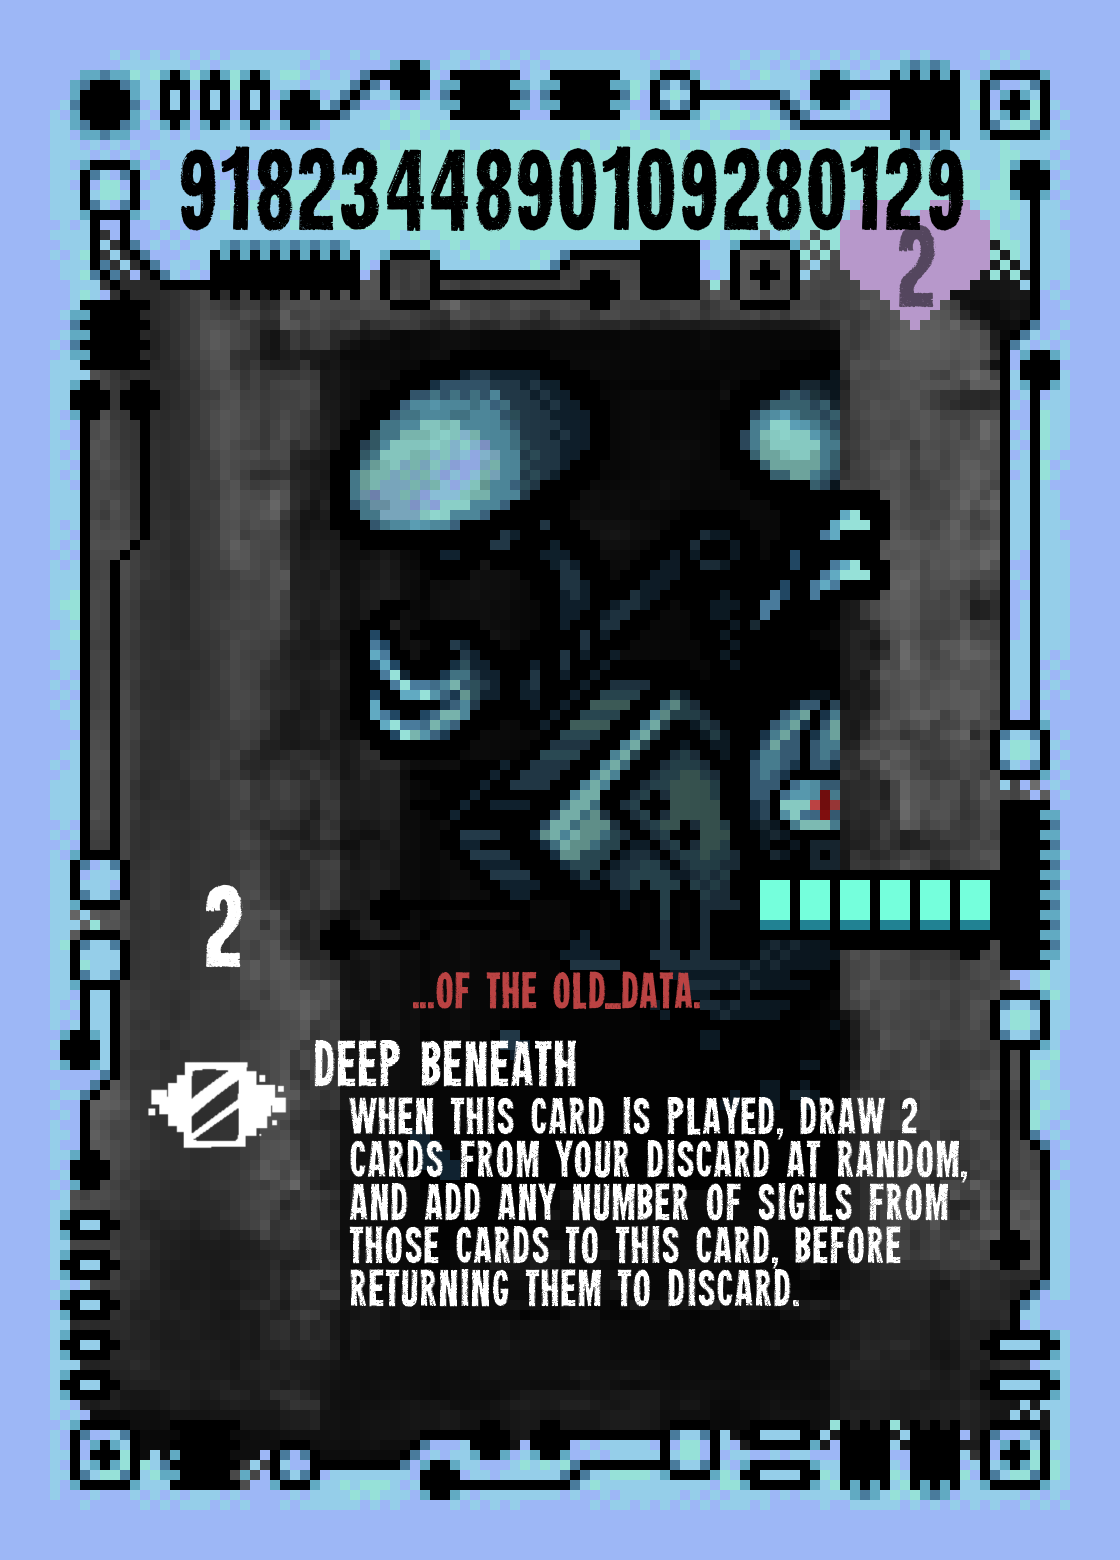 9182344890109280129
2
2
...OF THE OLD_DATA.
DEEP BENEATH
WHEN THIS CARD IS PLAYED, DRAW 2
CARDS FROM YOUR DISCARD AT RANDOM,
AND ADD ANY NUMBER OF SIGILS FROM
THOSE CARDS TO THIS CARD, BEFORE
RETURNING THEM TO DISCARD.